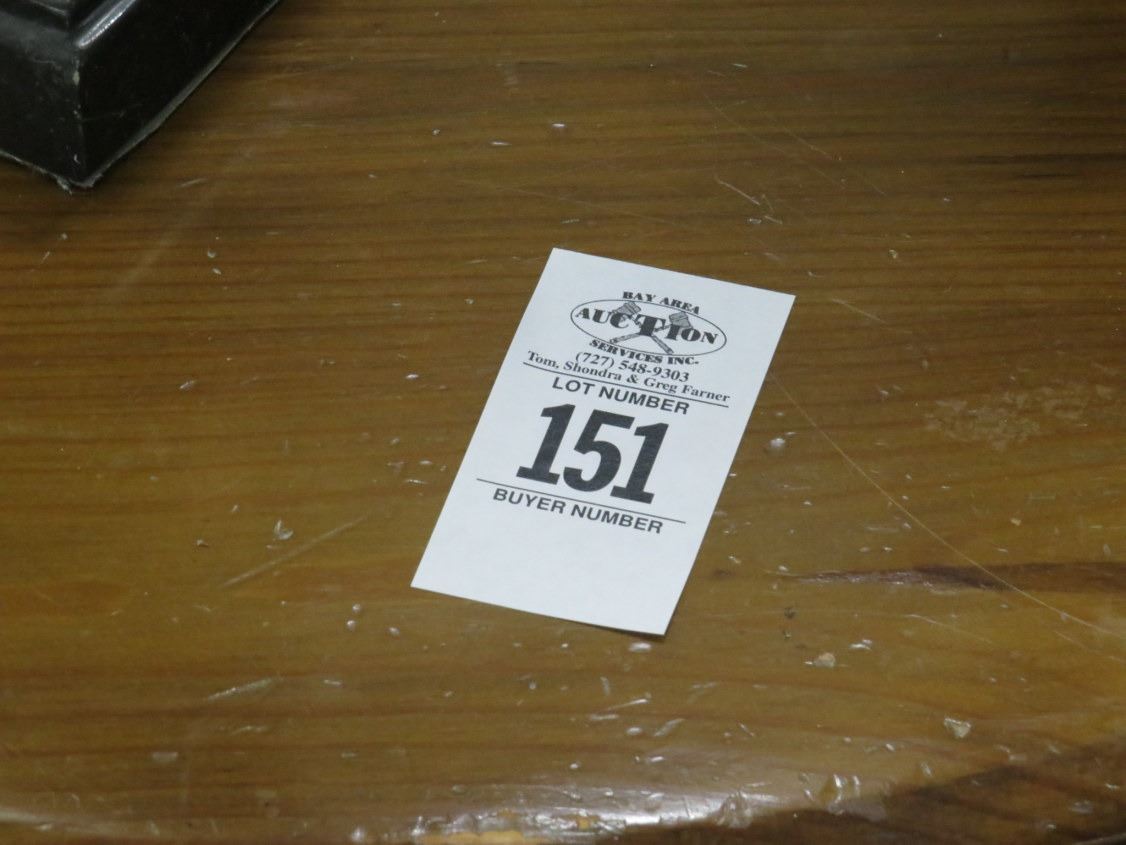 BAY AREA
AUCTION
SERVICES INC.
(727) 548-9303
Tom, Shondra & Greg Farner
LOT NUMBER
151
BUYER NUMBER